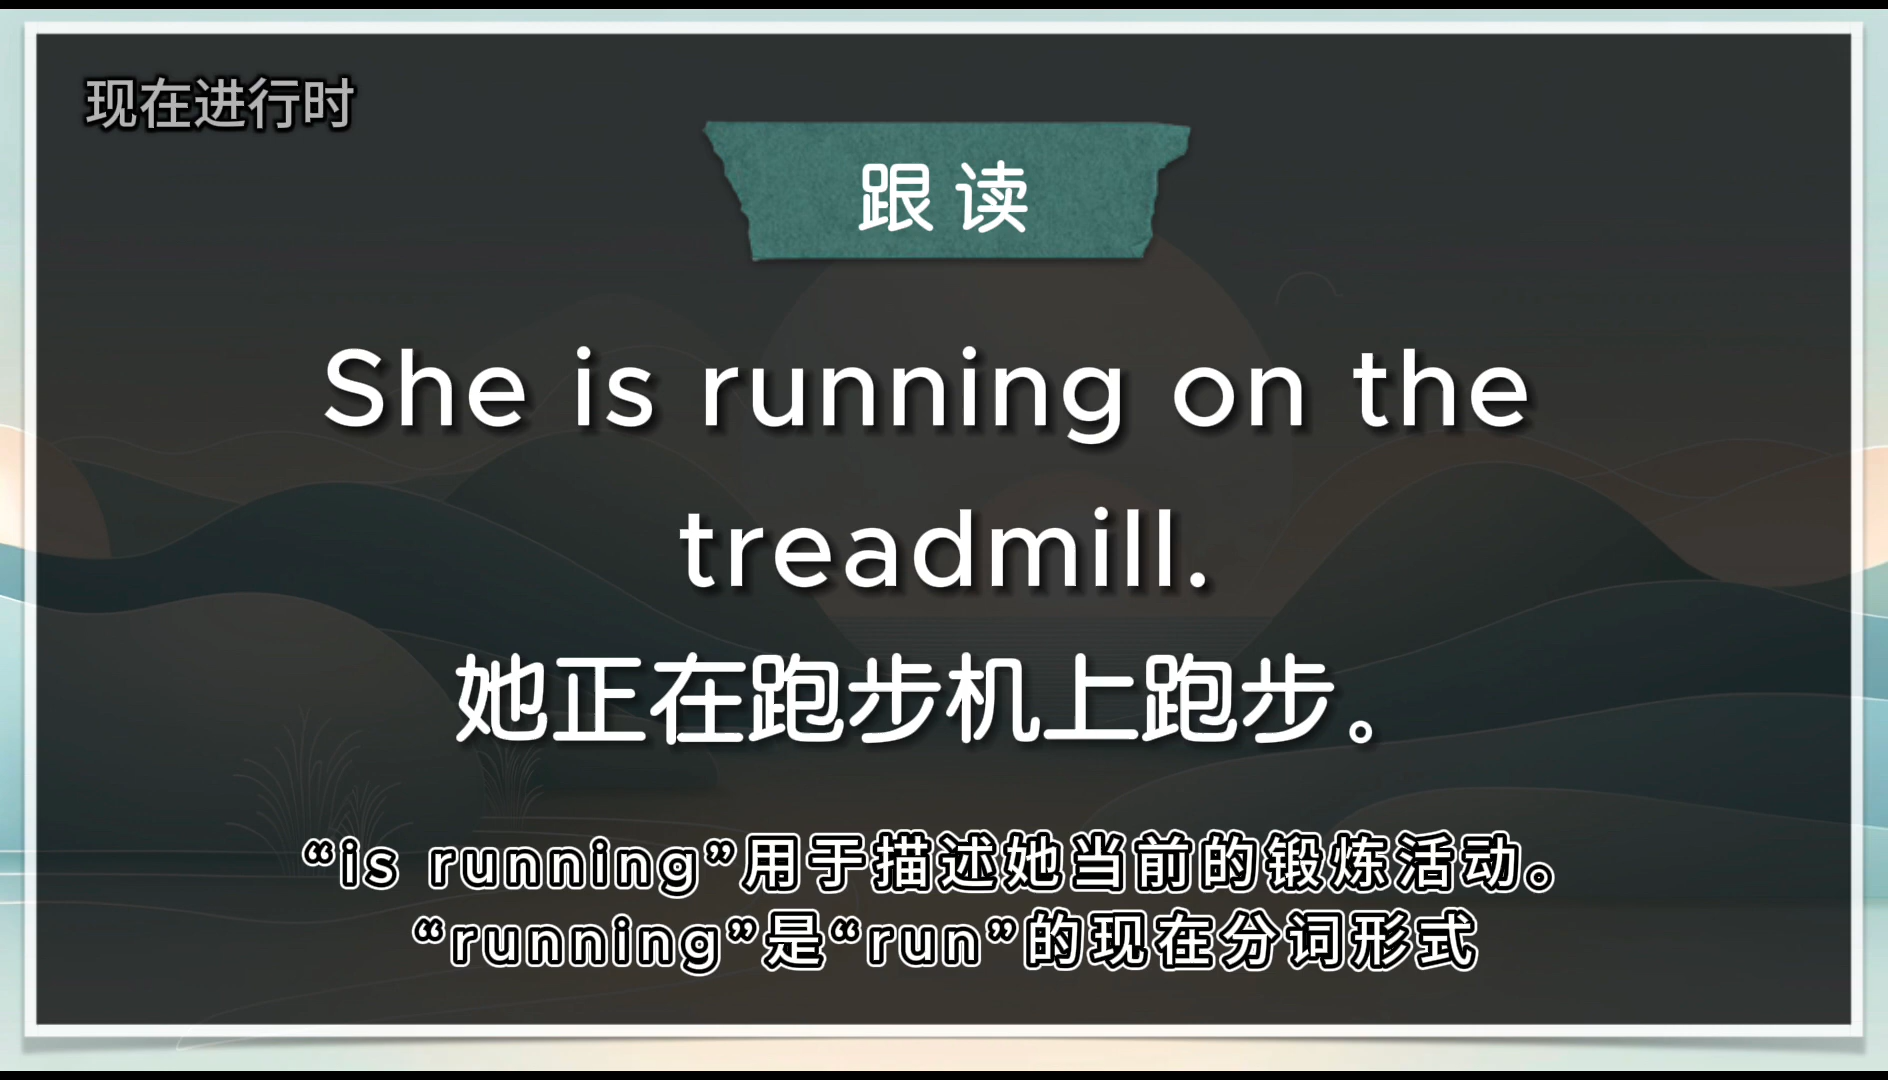 现在进行时
跟读
She is running on the
treadmill.
她正在跑步机上跑步。
“is running”用于描述她当前的锻炼活动。
“running”是“run”的现在分词形式